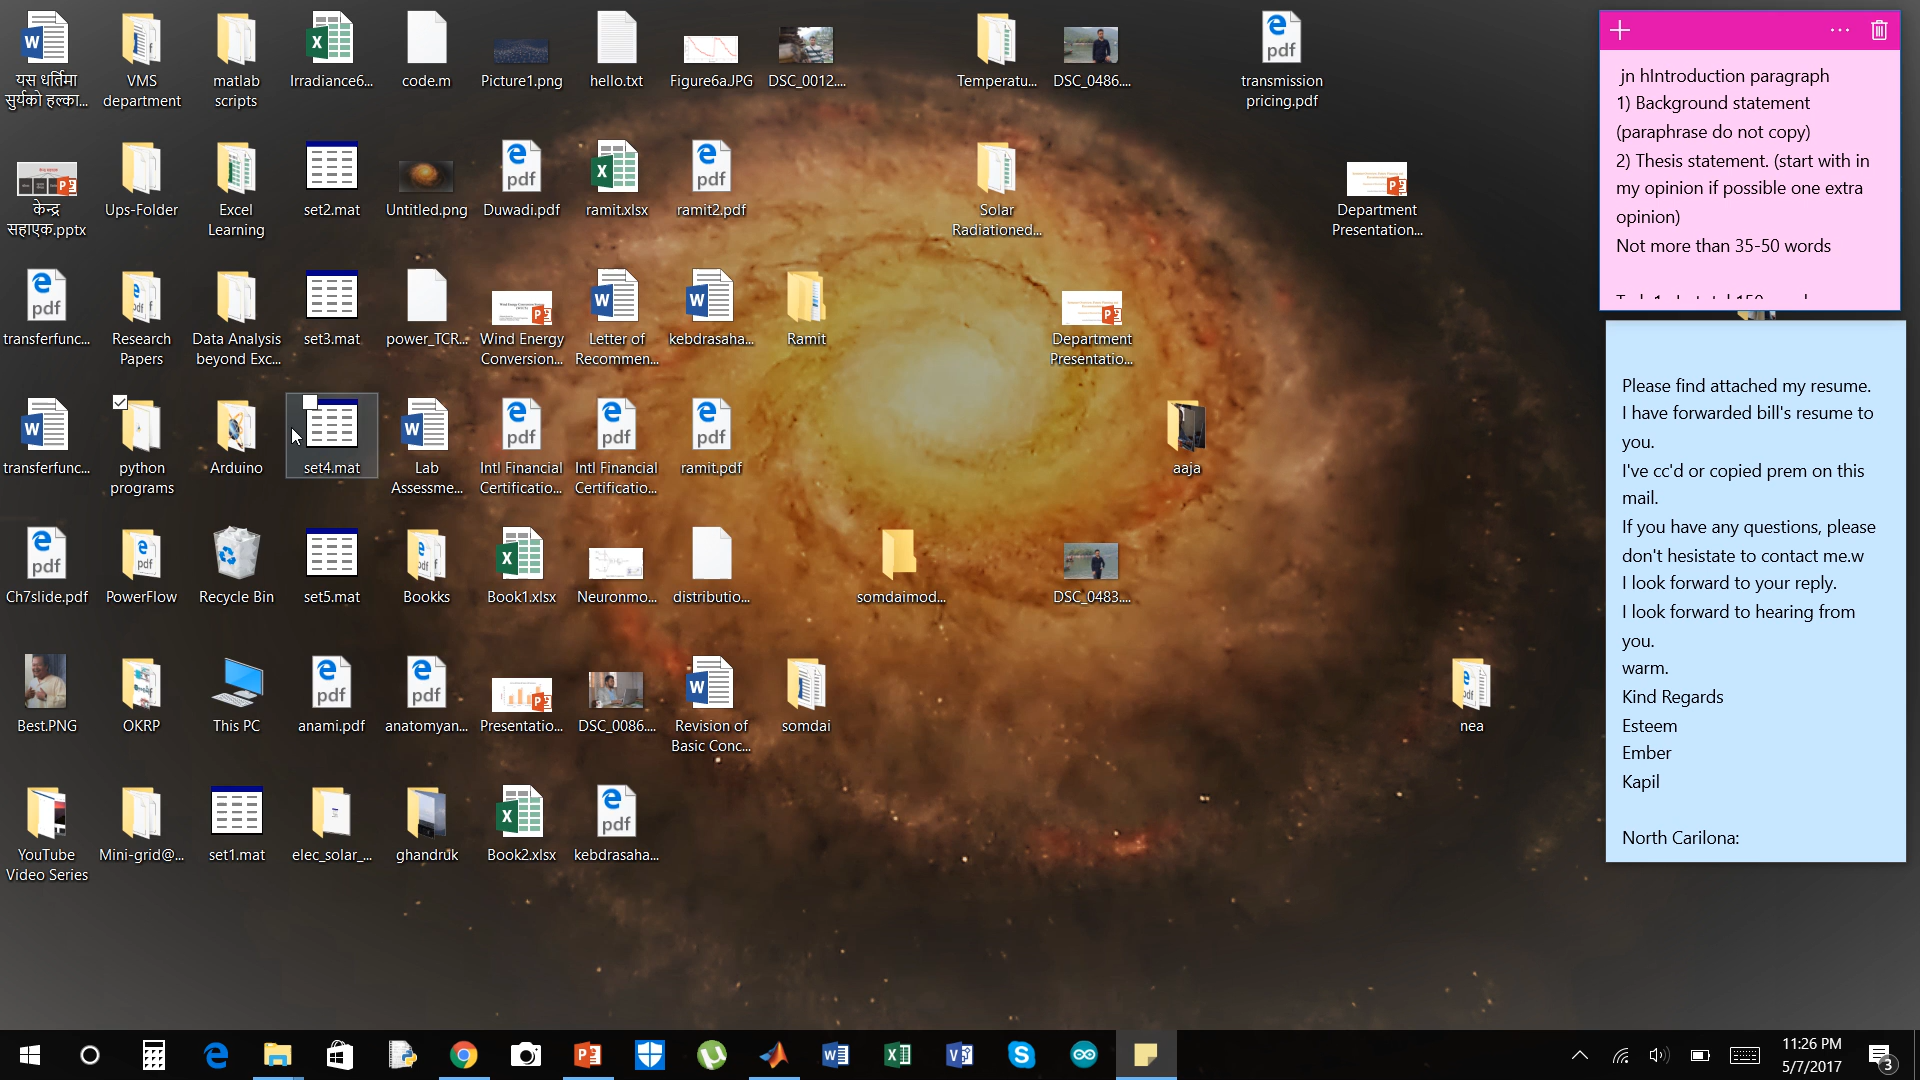 यस धर्तिमा
सुर्यको हल्का...
VMS
department
matlab
scripts
Irradiance6...
code.m
Picture1.png
hello.txt
Figure6a.JPG
DSC_0012....
Temperatu...
DSC_0486....
transmission
pricing.pdf
केन्द्र
सहाएक.pptx
Ups-Folder
Excel
Learning
set2.mat
Untitled.png
Duwadi.pdf
ramit.xlsx
ramit2.pdf
Solar
Radiationed...
Department
Presentation...
transferfunc...
Research
Papers
Data Analysis
beyond Exc...
set3.mat
power_TCR...
Wind Energy
Conversion...
Letter of
Recommen...
kebdrasaha...
Ramit
Department
Presentatio...
transferfunc...
python
programs
Arduino
set4.mat
Lab
Assessme...
Intl Financial
Certificatio...
Intl Financial
Certificatio...
ramit.pdf
aaja
Ch7slide.pdf
PowerFlow
Recycle Bin
set5.mat
Bookks
Book1.xlsx
Neuronmo...
distributio...
somdaimod...
DSC_0483....
Best.PNG
OKRP
This PC
anami.pdf
anatomyan...
Presentatio...
DSC_0086....
Revision of
Basic Conc...
somdai
nea
YouTube
Video Series
Mini-grid@...
set1.mat
elec_solar_...
ghandruk
Book2.xlsx
kebdrasaha...
jn hIntroduction paragraph
1) Background statement
(paraphrase do not copy)
2) Thesis statement. (start with in
my opinion if possible one extra
opinion)
Not more than 35-50 words
Please find attached my resume.
I have forwarded bill's resume to
you.
I've cc'd or copied prem on this
mail.
If you have any questions, please
don't hesistate to contact me.w
I look forward to your reply.
I look forward to hearing from
you.
warm.
Kind Regards
Esteem
Ember
Kapil
North Carilona:
11:26 PM
5/7/2017
3